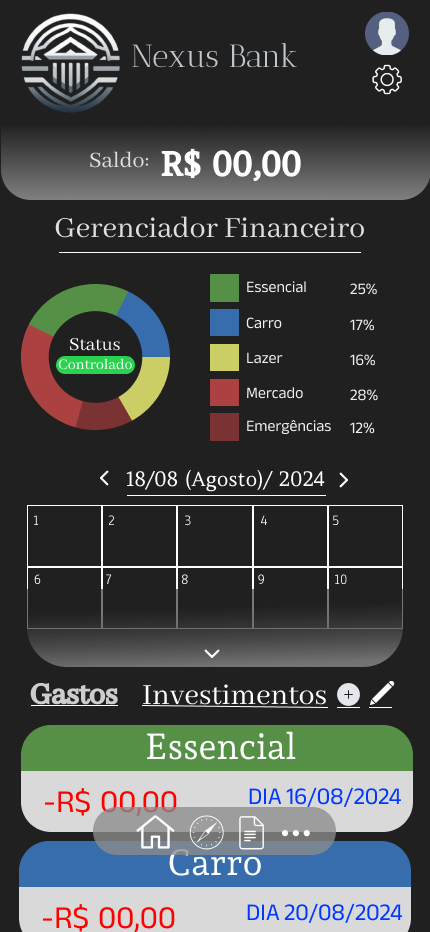 Nexus Bank
Saldo: R$ 00,00
Gerenciador Financeiro
Status
Controlado
Essencial 25%
Carro 17%
Lazer 16%
Mercado 28%
Emergências 12%
18/08 (Agosto)/ 2024
1 2 3 4 5
6 7 8 9 10
Gastos Investimentos
Essencial
-R$ 00,00 DIA 16/08/2024
Carro
-R$ 00,00 DIA 20/08/2024